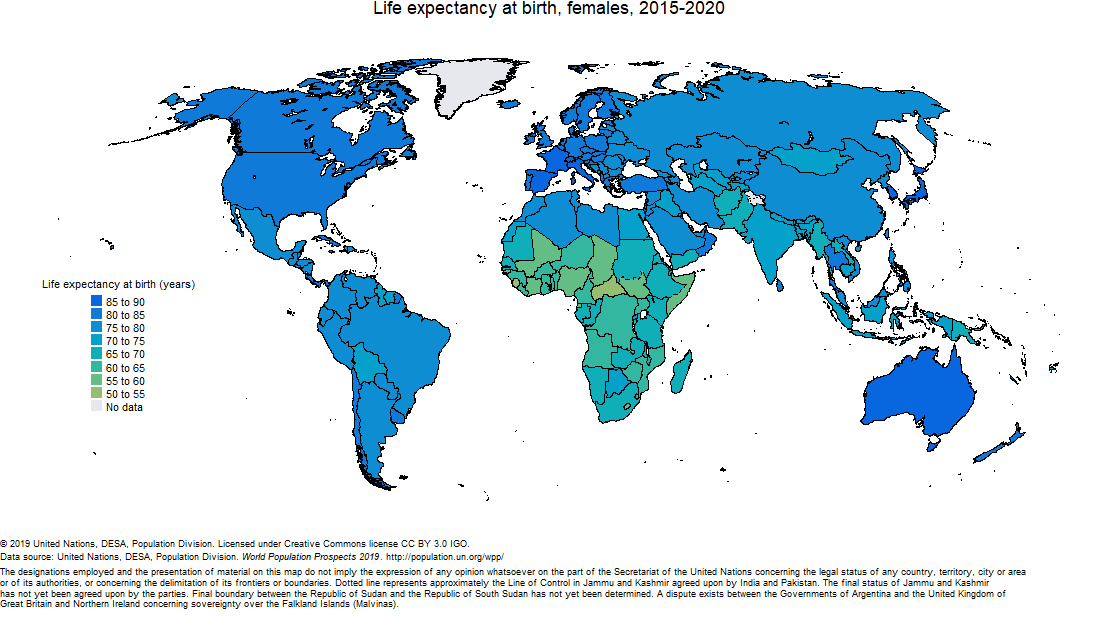 Life expectancy at birth, females, 2015-2020
Life expectancy at birth (years)
85 to 90
80 to 85
75 to 80
70 to 75
65 to 70
60 to 65
55 to 60
50 to 55
No data
© 2019 United Nations, DESA, Population Division. Licensed under Creative Commons license CC BY 3.0 IGO.
Data source: United Nations, DESA, Population Division. World Population Prospects 2019. http://population.un.org/wpp/
The designations employed and the presentation of material on this map do not imply the expression of any opinion whatsoever on the part of the Secretariat of the United Nations concerning the legal status of any country, territory, city or area
or of its authorities, or concerning the delimitation of its frontiers or boundaries. Dotted line represents approximately the Line of Control in Jammu and Kashmir agreed upon by India and Pakistan. The final status of Jammu and Kashmir
has not yet been agreed upon by the parties. Final boundary between the Republic of Sudan and the Republic of South Sudan has not yet been determined. A dispute exists between the Governments of Argentina and the United Kingdom of
Great Britain and Northern Ireland concerning sovereignty over the Falkland Islands (Malvinas).